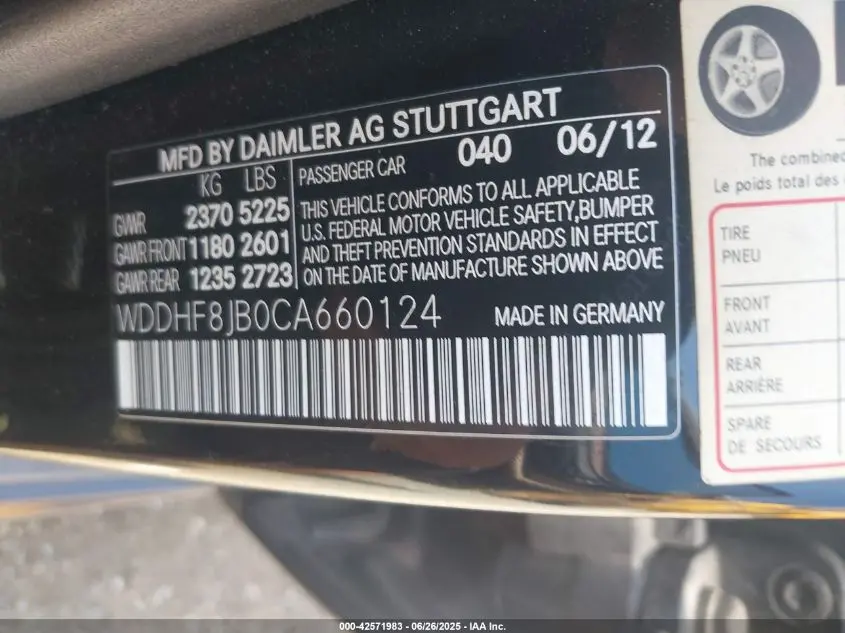 MFD BY DAIMLER AG STUTTGART
KG LBS
GVWR 2370 5225
GAWR FRONT 1180 2601
GAWR REAR 1235 2723
PASSENGER CAR 040 06/12
THIS VEHICLE CONFORMS TO ALL APPLICABLE
U.S. FEDERAL MOTOR VEHICLE SAFETY,BUMPER
AND THEFT PREVENTION STANDARDS IN EFFECT
ON THE DATE OF MANUFACTURE SHOWN ABOVE
WDDHF8JB0CA660124
MADE IN GERMANY
The combined
Le poids total des
TIRE
PNEU
FRONT
AVANT
REAR
ARRIÈRE
SPARE
DE SECOURS
000-42571983 / 06/26/2025 - IAA Inc.